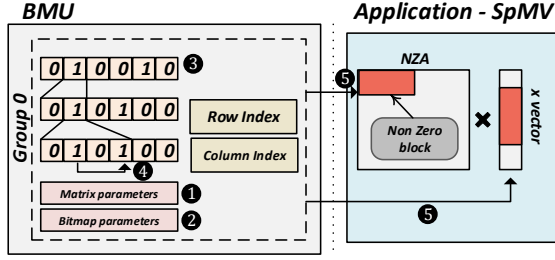 BMU
Application - SpMV
Group 0
0 1 0 0 1 0
3
0 1 0 1 0 0
0 1 0 1 0 0
4
Row Index
Column Index
Matrix parameters
1
Bitmap parameters
2
5
NZA
Non Zero
block
×
x vector
5